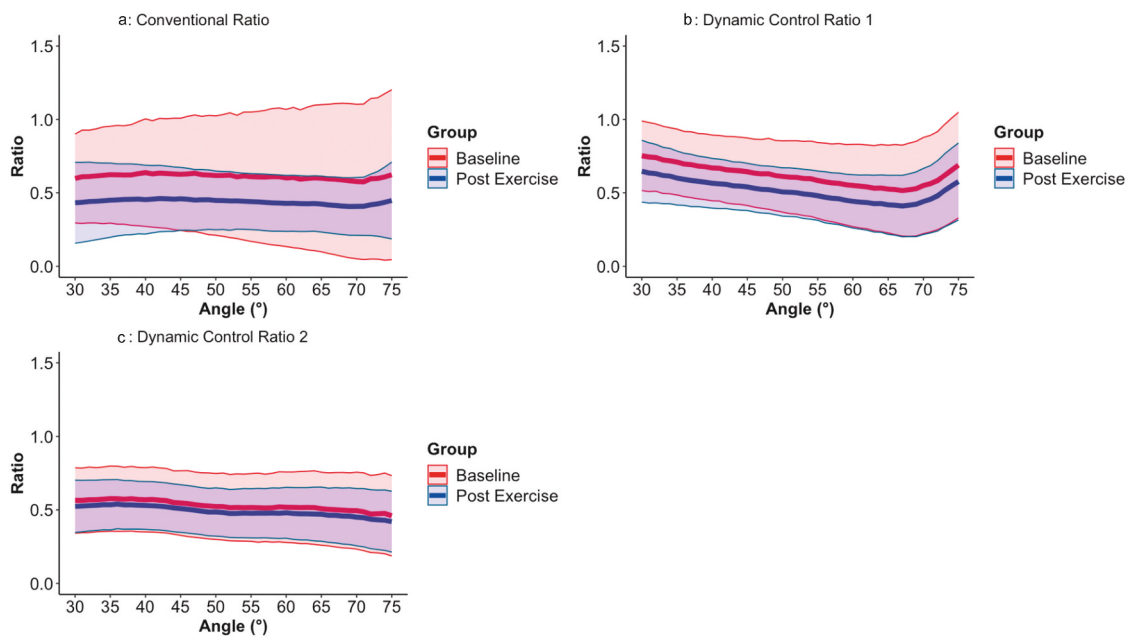 a: Conventional Ratio
1.5
1.0
0.5
0.0
Ratio
30 35 40 45 50 55 60 65 70 75
Angle (°)
Group
Baseline
Post Exercise
b: Dynamic Control Ratio 1
1.5
1.0
0.5
0.0
Ratio
30 35 40 45 50 55 60 65 70 75
Angle (°)
Group
Baseline
Post Exercise
c: Dynamic Control Ratio 2
1.5
1.0
0.5
0.0
Ratio
30 35 40 45 50 55 60 65 70 75
Angle (°)
Group
Baseline
Post Exercise